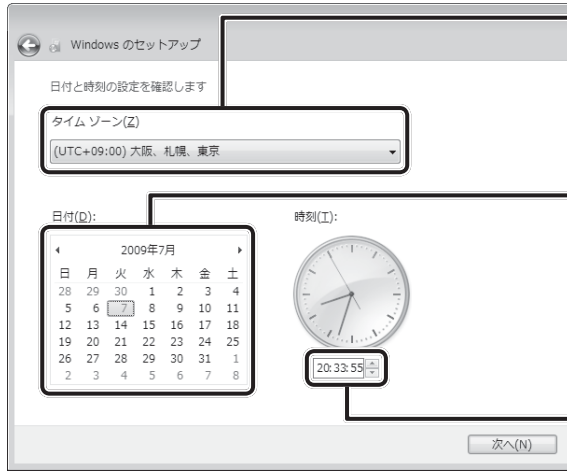 Windows のセットアップ
日付と時刻の設定を確認します
タイム ゾーン(Z)
(UTC+09:00) 大阪、札幌、東京
日付(D):
時刻(T):
2009年7月
日 月 火 水 木 金 土
28 29 30 1 2 3 4
5 6 7 8 9 10 11
12 13 14 15 16 17 18
19 20 21 22 23 24 25
26 27 28 29 30 31 1
2 3 4 5 6 7 8
20:33:55
次へ(N)